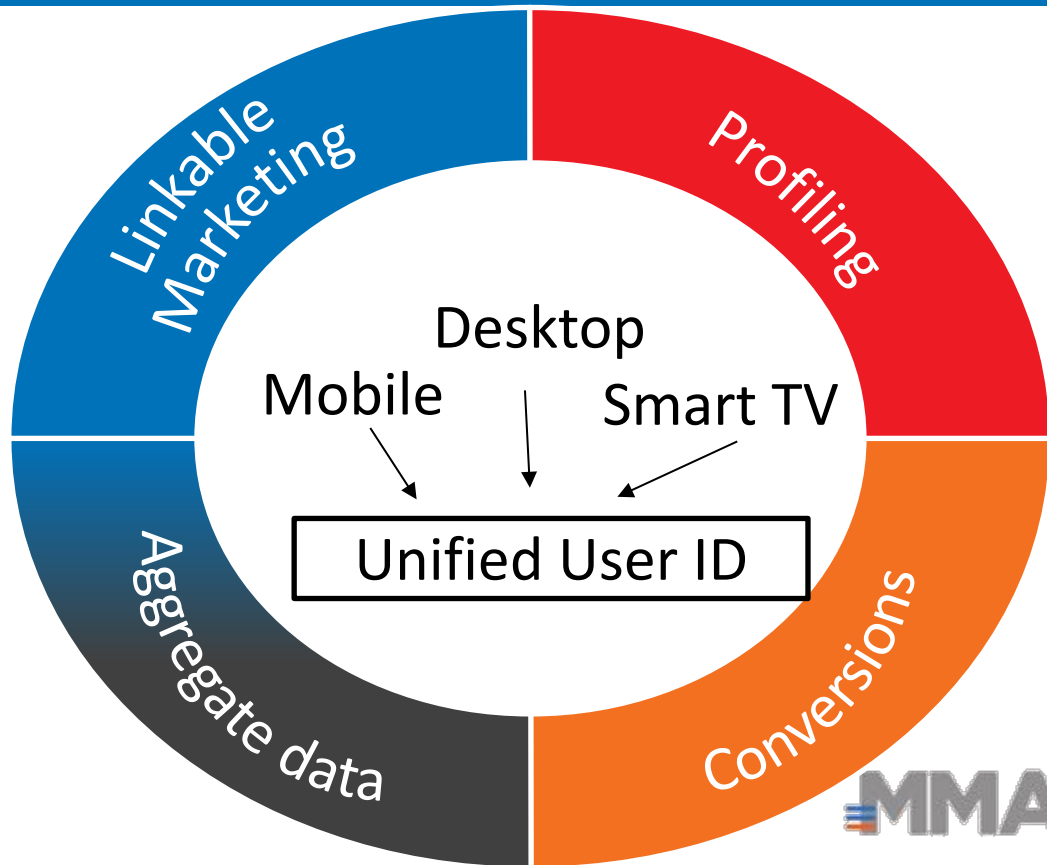 Linkable
Marketing
Profiling
Desktop
Mobile
Smart TV
Unified User ID
Aggregate data
Conversions
MMA